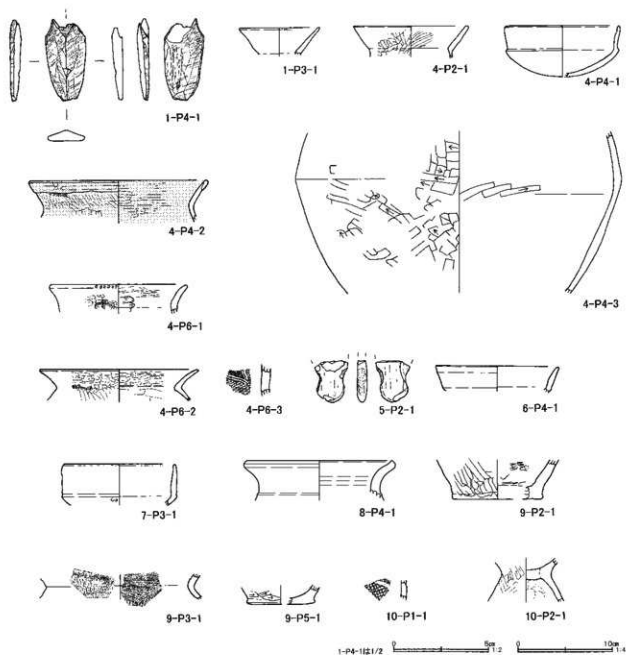 1-P4-1
1-P3-1
4-P2-1
4-P4-1
4-P4-2
4-P4-3
4-P6-1
4-P6-2
4-P6-3
5-P2-1
6-P4-1
7-P3-1
8-P4-1
9-P2-1
9-P3-1
9-P5-1
10-P1-1
10-P2-1
1-P4-1は1/2
0 5cm 1:2
0 10cm 1:4